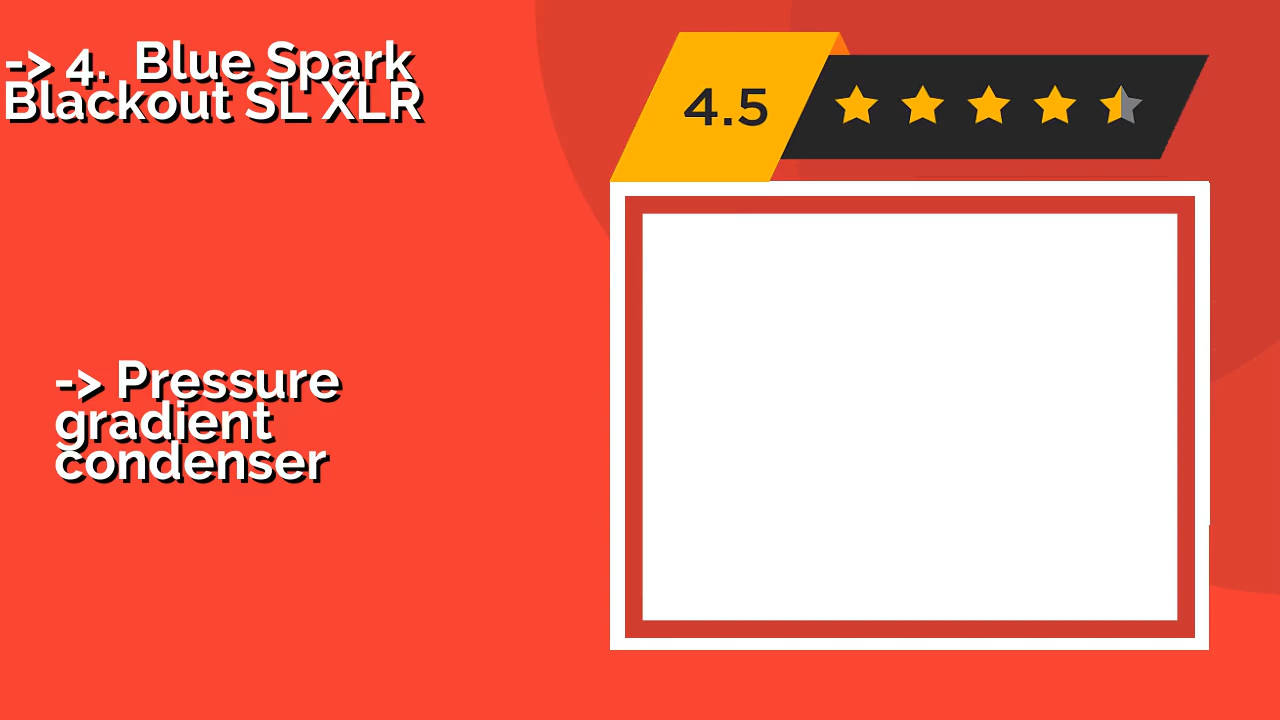 -> 4.  Blue Spark
Blackout SL XLR
4.5
-> Pressure
gradient
condenser